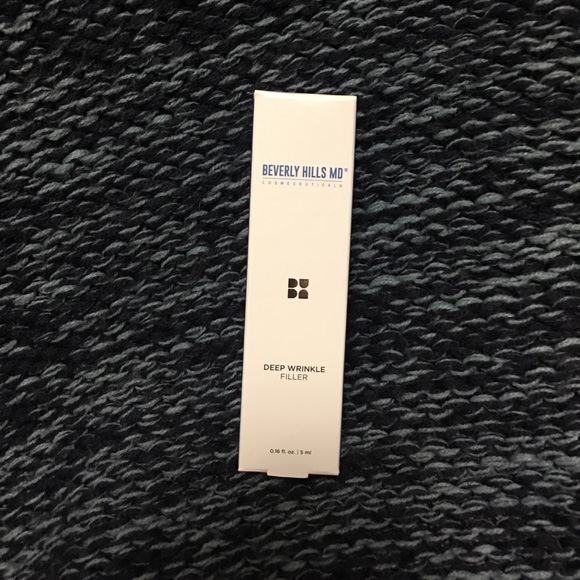 BEVERLY HILLS MD®
COSMECEUTICALS
DEEP WRINKLE
FILLER
0.16 fl. oz. | 5 ml